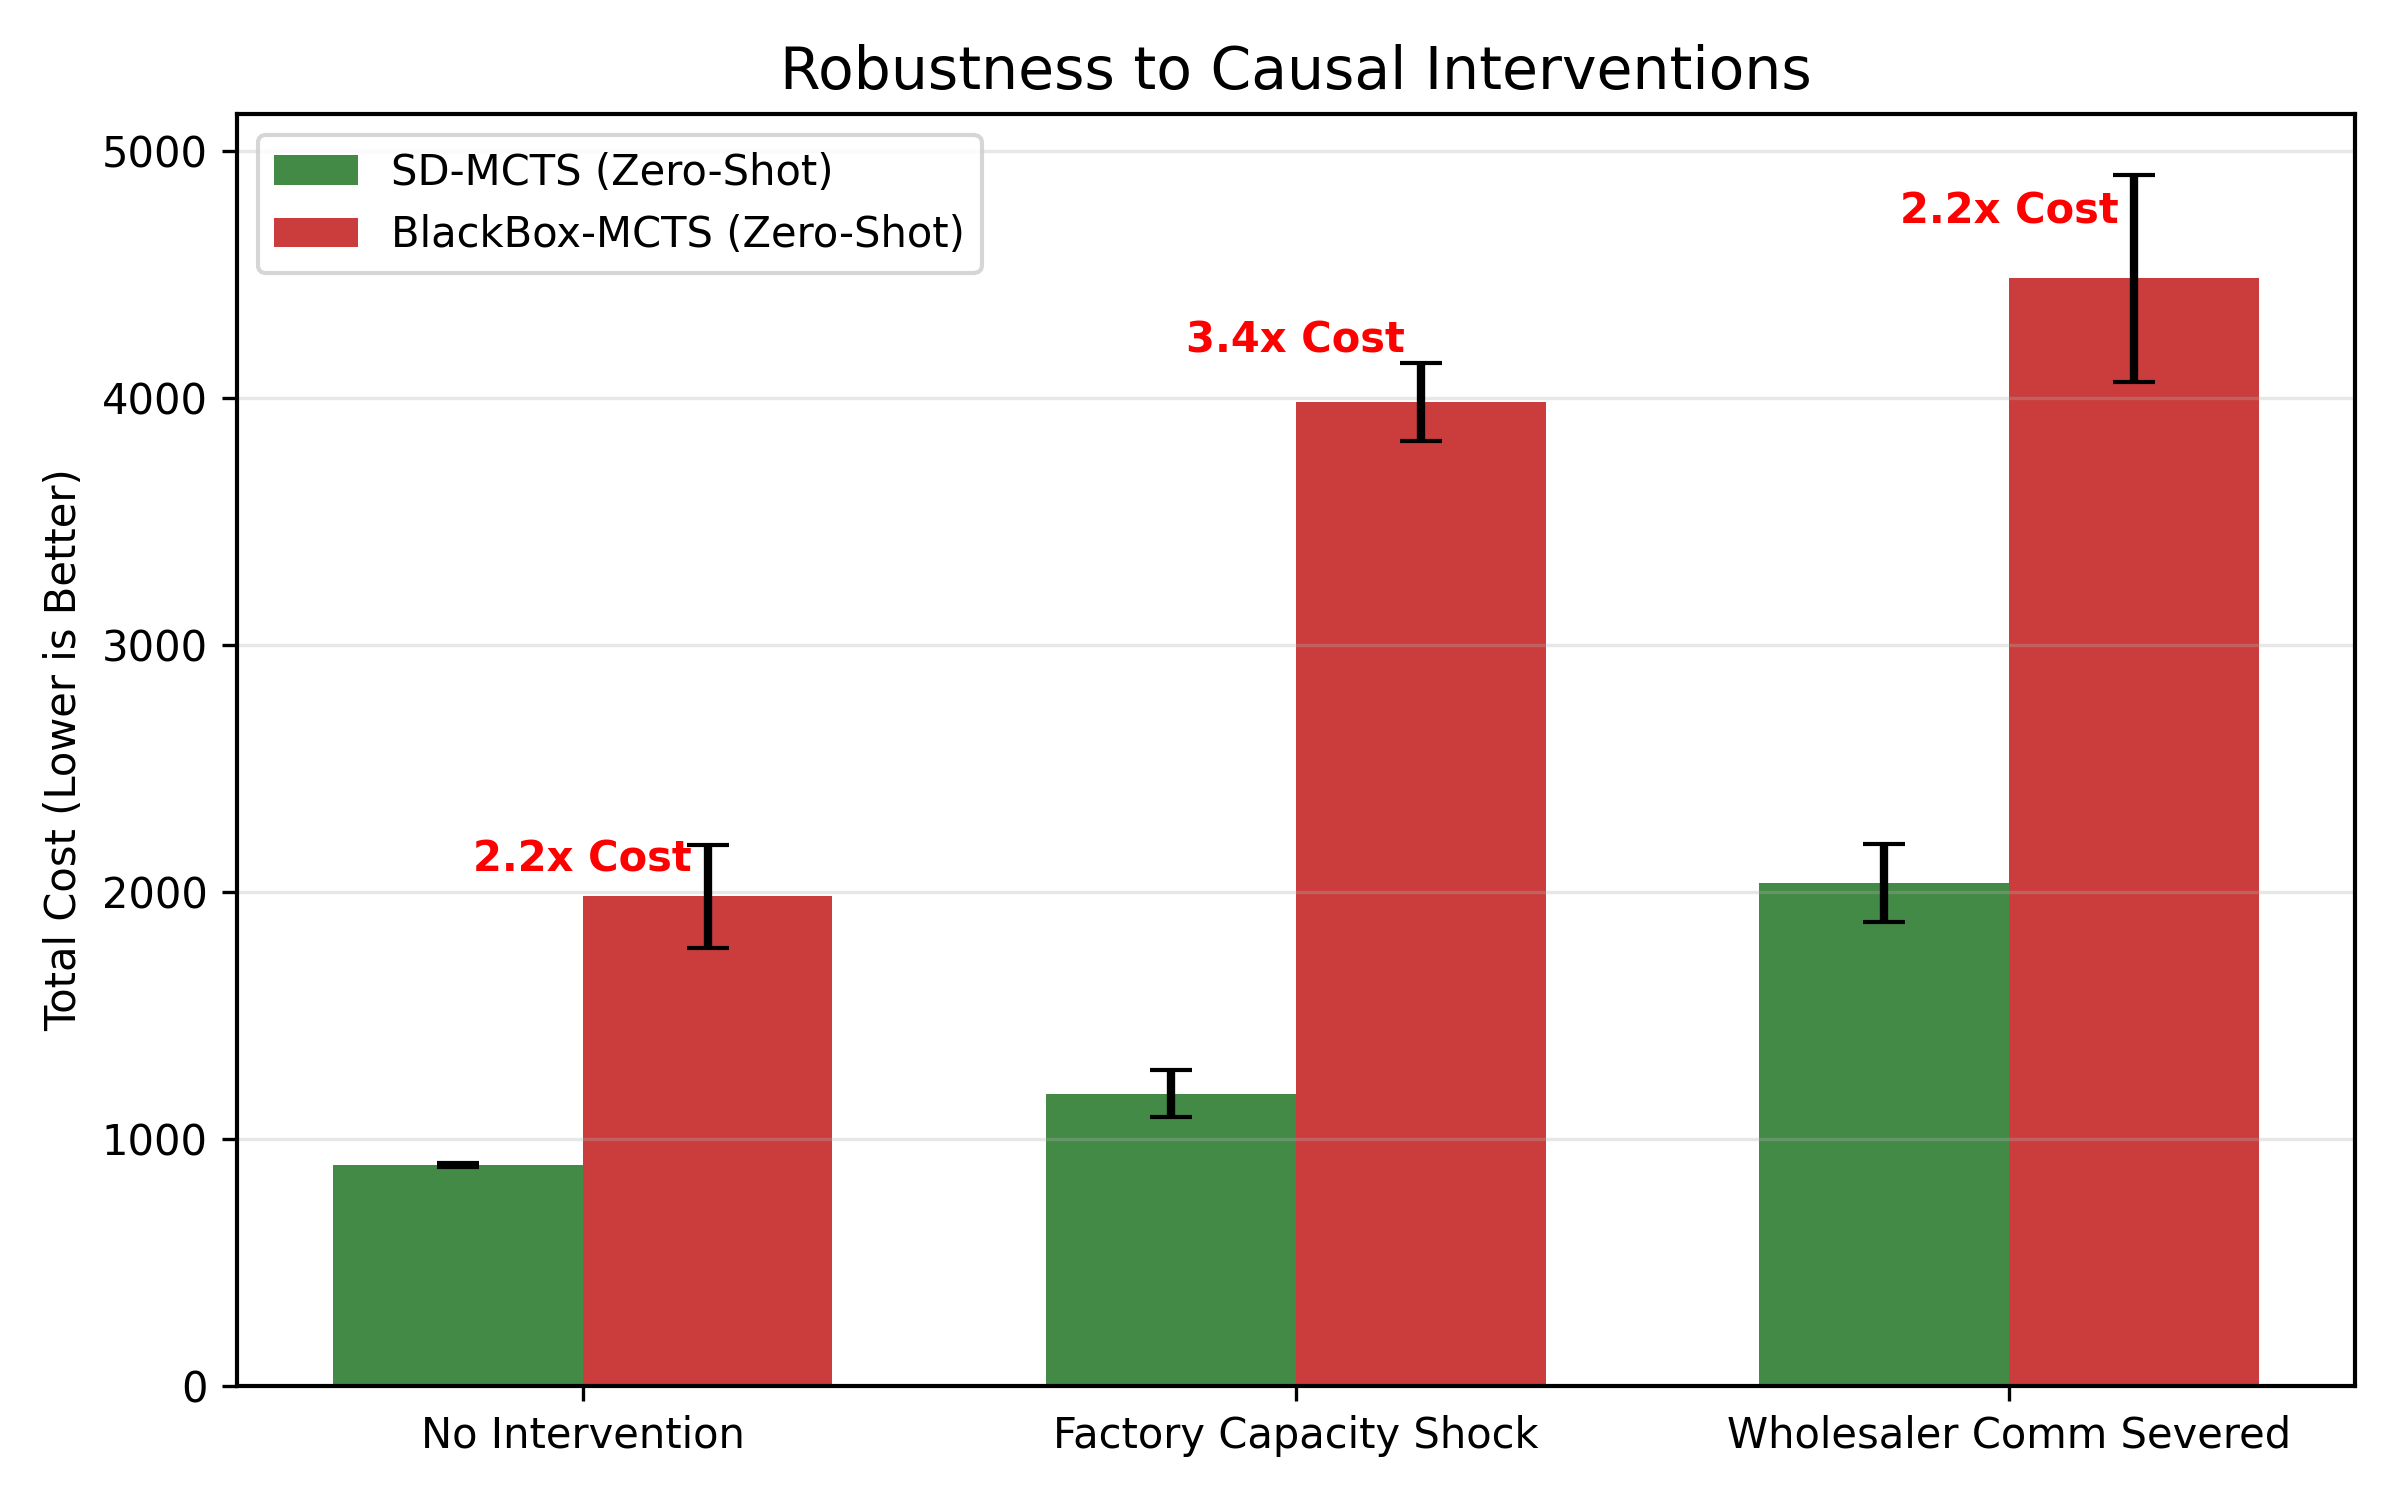 Robustness to Causal Interventions
SD-MCTS (Zero-Shot)
BlackBox-MCTS (Zero-Shot)
Total Cost (Lower is Better)
5000
4000
3000
2000
1000
0
2.2x Cost
3.4x Cost
2.2x Cost
No Intervention
Factory Capacity Shock
Wholesaler Comm Severed